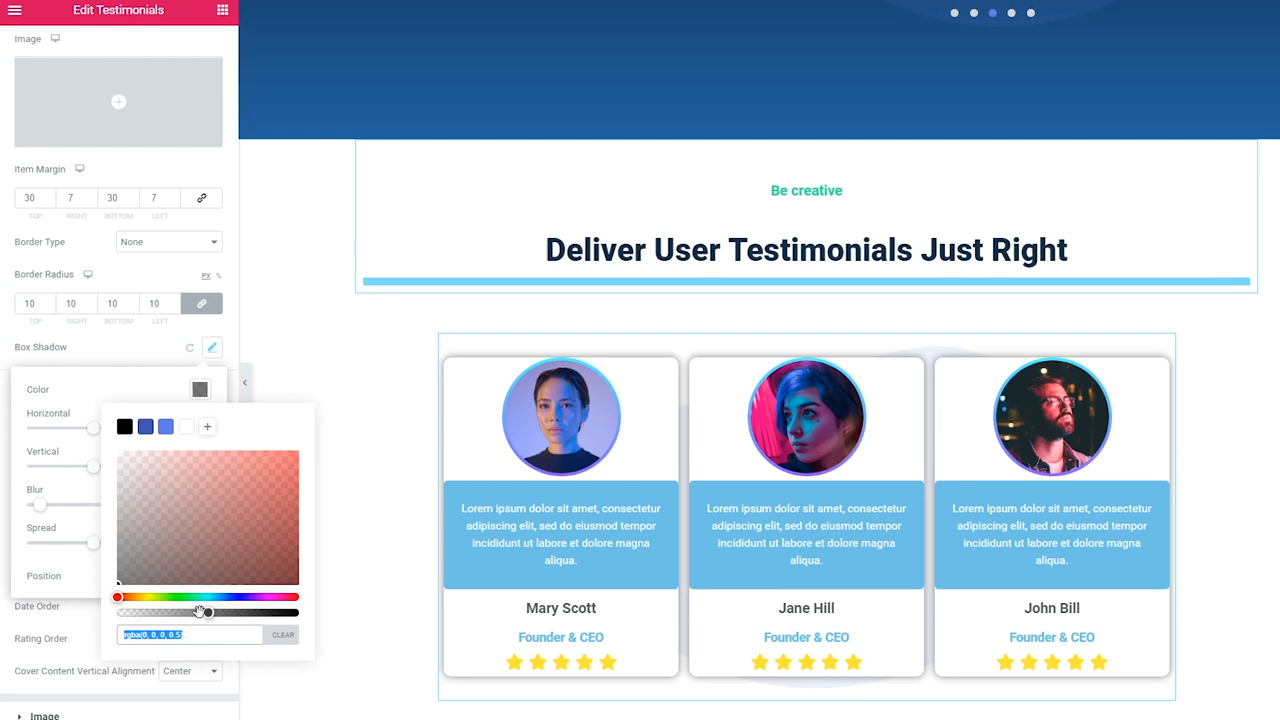 Edit Testimonials
Image
Item Margin
30 7 30 7
TOP RIGHT BOTTOM LEFT
Border Type None
Border Radius PX %
10 10 10 10
TOP RIGHT BOTTOM LEFT
Box Shadow
Color
Horizontal
Vertical
Blur
Spread
Position
rgba(0, 0, 0, 0.5)
CLEAR
Date Order
Rating Order
Cover Content Vertical Alignment Center
Image
Be creative
Deliver User Testimonials Just Right
Lorem ipsum dolor sit amet, consectetur
adipiscing elit, sed do eiusmod tempor
incididunt ut labore et dolore magna
aliqua.
Mary Scott
Founder & CEO
Lorem ipsum dolor sit amet, consectetur
adipiscing elit, sed do eiusmod tempor
incididunt ut labore et dolore magna
aliqua.
Jane Hill
Founder & CEO
Lorem ipsum dolor sit amet, consectetur
adipiscing elit, sed do eiusmod tempor
incididunt ut labore et dolore magna
aliqua.
John Bill
Founder & CEO